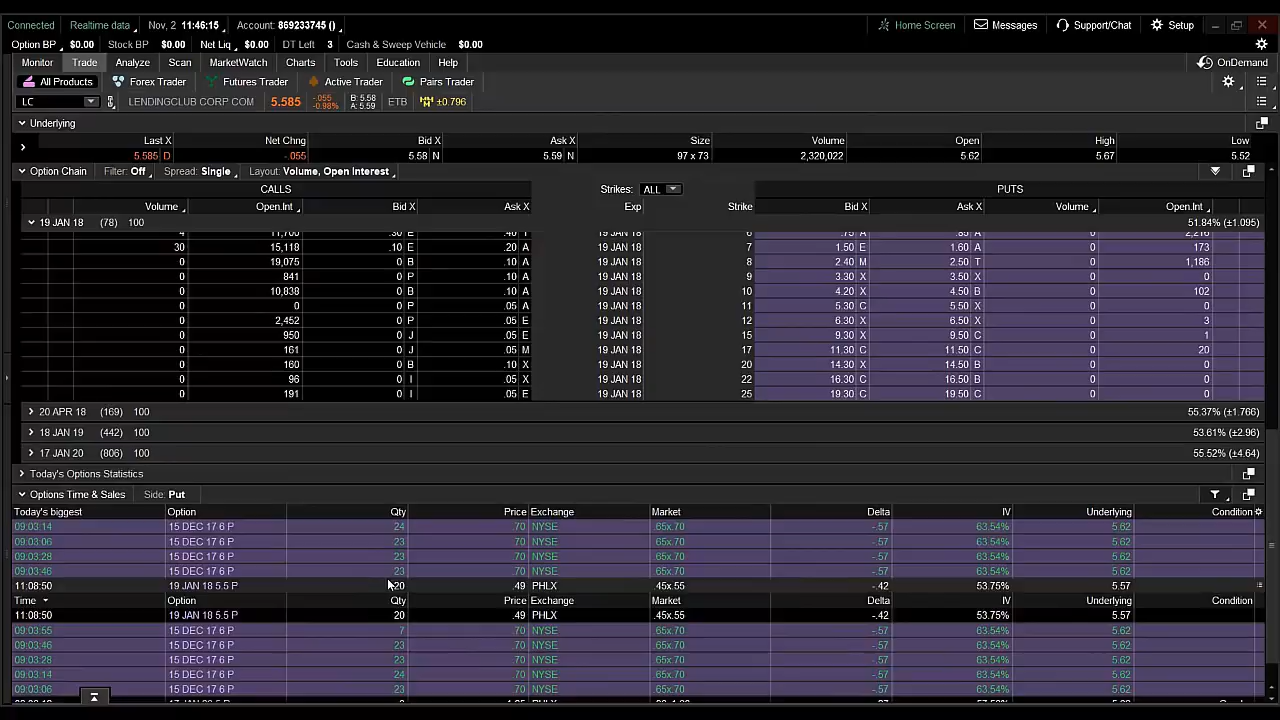 Connected Realtime data Nov, 2 11:46:15 Account: 869233745 () Home Screen Messages Support/Chat Setup
Option BP $0.00 Stock BP $0.00 Net Liq $0.00 DT Left 3 Cash & Sweep Vehicle $0.00
Monitor Trade Analyze Scan MarketWatch Charts Tools Education Help OnDemand
All Products Forex Trader Futures Trader Active Trader Pairs Trader
LC LENDINGCLUB CORP COM 5.585 -.055 -0.98% B: 5.58 A: 5.59 ETB ±0.796
Underlying
Last X Net Chng Bid X Ask X Size Volume Open High Low
5.585 D -.055 5.58 N 5.59 N 97 x 73 2,320,022 5.62 5.67 5.52
Option Chain Filter: Off Spread: Single Layout: Volume, Open Interest
CALLS Strikes: ALL PUTS
Volume Open.Int Bid X Ask X Exp Strike Bid X Ask X Volume Open.Int
19 JAN 18 (78) 100 51.84% (±1.095)
30 15,118 .10 E .20 A 19 JAN 18 7 1.50 E 1.60 A 0 173
0 19,075 0 B .10 A 19 JAN 18 8 2.40 M 2.50 T 0 1,186
0 841 0 P .10 A 19 JAN 18 9 3.30 X 3.50 X 0 0
0 10,838 0 B .10 A 19 JAN 18 10 4.20 X 4.50 B 0 102
0 0 0 P .05 A 19 JAN 18 11 5.30 C 5.50 X 0 0
0 2,452 0 P .05 E 19 JAN 18 12 6.30 X 6.50 X 0 3
0 950 0 J .05 E 19 JAN 18 15 9.30 X 9.50 C 0 1
0 161 0 J .05 M 19 JAN 18 17 11.30 C 11.50 C 0 20
0 160 0 B .10 X 19 JAN 18 20 14.30 X 14.50 B 0 0
0 96 0 I .05 X 19 JAN 18 22 16.30 C 16.50 B 0 0
0 191 0 I .05 E 19 JAN 18 25 19.30 C 19.50 C 0 0
20 APR 18 (169) 100 55.37% (±1.766)
18 JAN 19 (442) 100 53.61% (±2.96)
17 JAN 20 (806) 100 55.52% (±4.64)
Today's Options Statistics
Options Time & Sales Side: Put
Today's biggest Option Qty Price Exchange Market Delta IV Underlying Condition
09:03:14 15 DEC 17 6 P 24 .70 NYSE .65x.70 -.57 63.54% 5.62
09:03:06 15 DEC 17 6 P 23 .70 NYSE .65x.70 -.57 63.54% 5.62
09:03:28 15 DEC 17 6 P 23 .70 NYSE .65x.70 -.57 63.54% 5.62
09:03:46 15 DEC 17 6 P 23 .70 NYSE .65x.70 -.57 63.54% 5.62
11:08:50 19 JAN 18 5.5 P 20 .49 PHLX .45x.55 -.42 53.75% 5.57
Time Option Qty Price Exchange Market Delta IV Underlying Condition
11:08:50 19 JAN 18 5.5 P 20 .49 PHLX .45x.55 -.42 53.75% 5.57
09:03:55 15 DEC 17 6 P 7 .70 NYSE .65x.70 -.57 63.54% 5.62
09:03:46 15 DEC 17 6 P 23 .70 NYSE .65x.70 -.57 63.54% 5.62
09:03:28 15 DEC 17 6 P 23 .70 NYSE .65x.70 -.57 63.54% 5.62
09:03:14 15 DEC 17 6 P 24 .70 NYSE .65x.70 -.57 63.54% 5.62
09:03:06 15 DEC 17 6 P 23 .70 NYSE .65x.70 -.57 63.54% 5.62